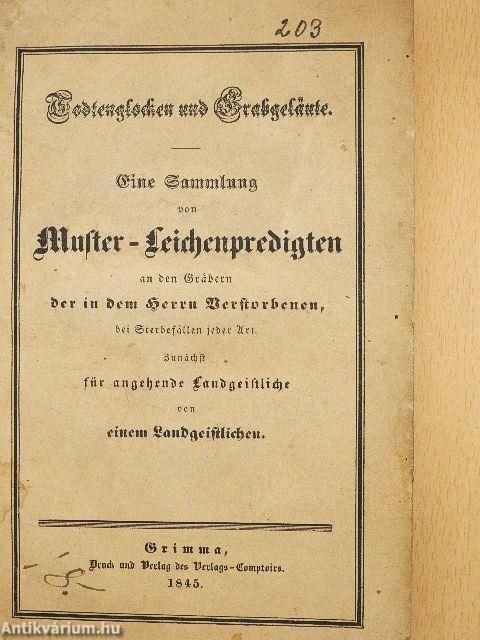 203
Todtenglocken und Grabgeläute.
Eine Sammlung
von
Muster-Leichenpredigten
an den Gräbern
der in dem Herrn Verstorbenen,
bei Sterbefällen jeder Art.
Zunächst
für angehende Landgeistliche
von
einem Landgeistlichen.
Grimma,
Druck und Verlag des Verlags-Comptoirs.
1845.
Antikvárium.hu